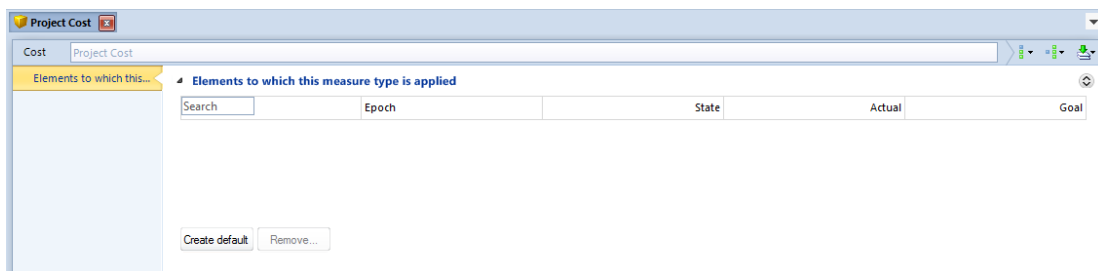 Project Cost
Cost Project Cost
Elements to which this...
Elements to which this measure type is applied
Search Epoch State Actual Goal
Create default Remove...